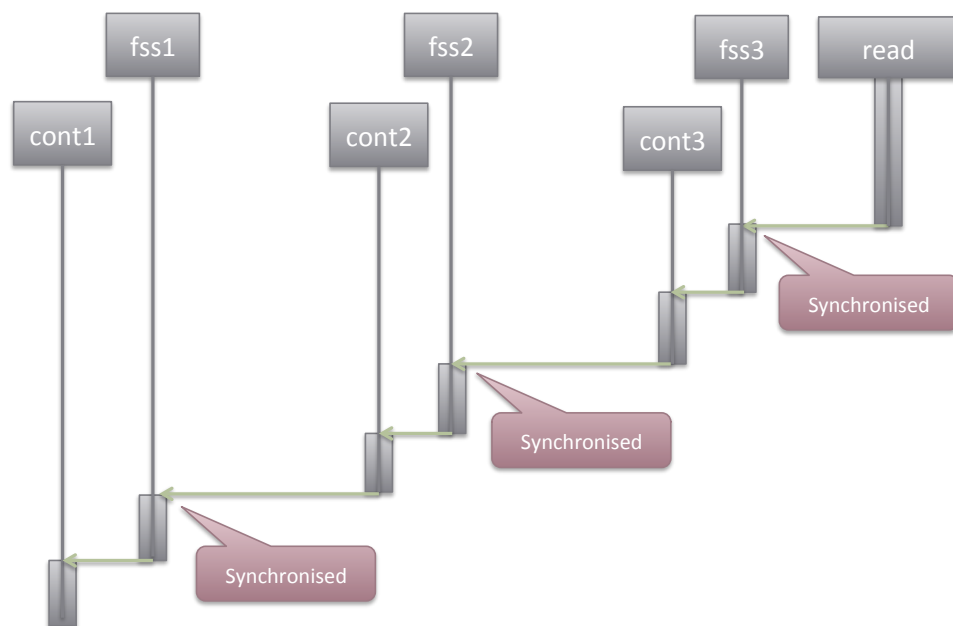 fss1
fss2
fss3
read
cont1
cont2
cont3
Synchronised
Synchronised
Synchronised